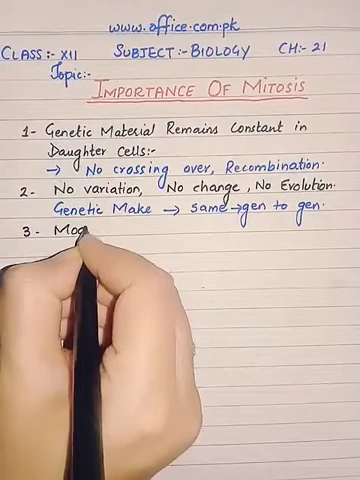 www.office.com.pk
CLASS:- XII SUBJECT:- BIOLOGY CH:- 21
Topic:-
IMPORTANCE OF MITOSIS
1- Genetic Material Remains Constant in
Daughter Cells:-
→ No crossing over, Recombination.
2- No variation, No change, No Evolution.
Genetic Make → same → gen to gen.
3- Mo